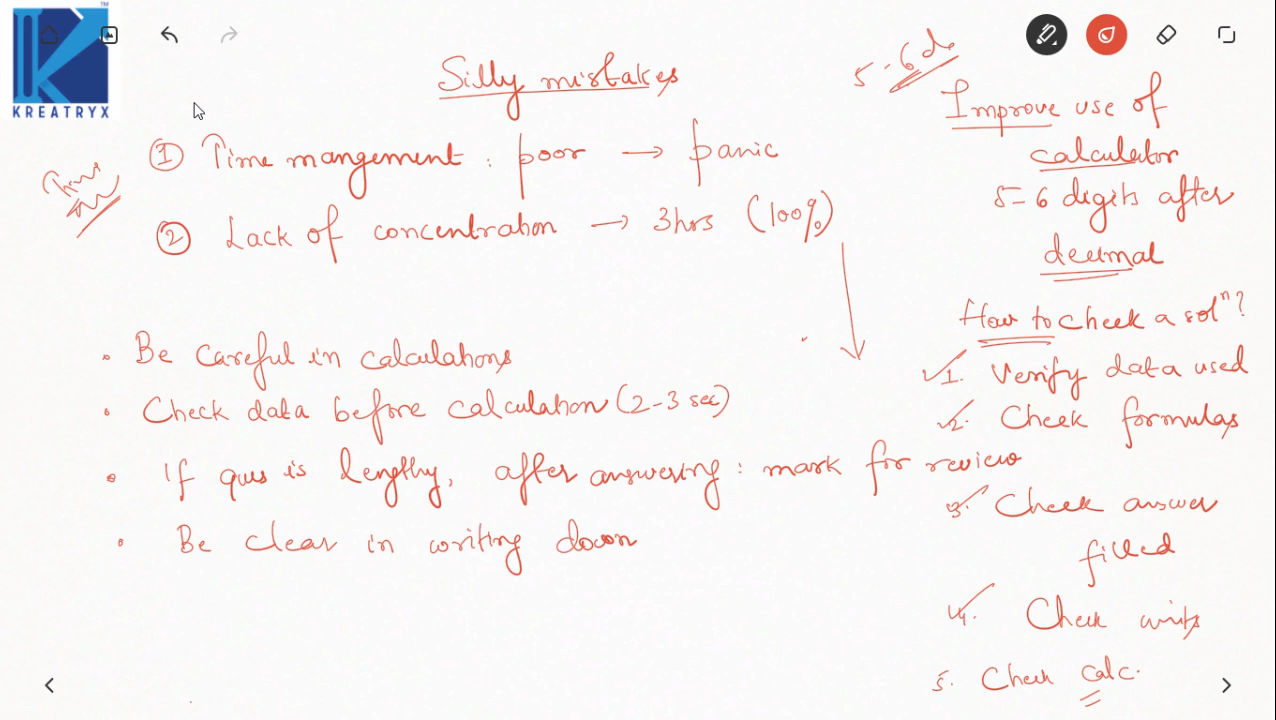 KREATRYX
TM
Silly mistakes
① Time mangement : poor → panic
② Lack of concentration → 3hrs (100%)
• Be careful in calculations
• Check data before calculation (2-3 sec)
• If ques is lengthy, after answering : mark for review
• Be clear in writing down
5-6
Improve use of
calculator
5-6 digits after
decimal
How to check a solⁿ?
1. Verify data used
2. Check formulas
3. Check answer
filled
4. Check units
5. Check calc.